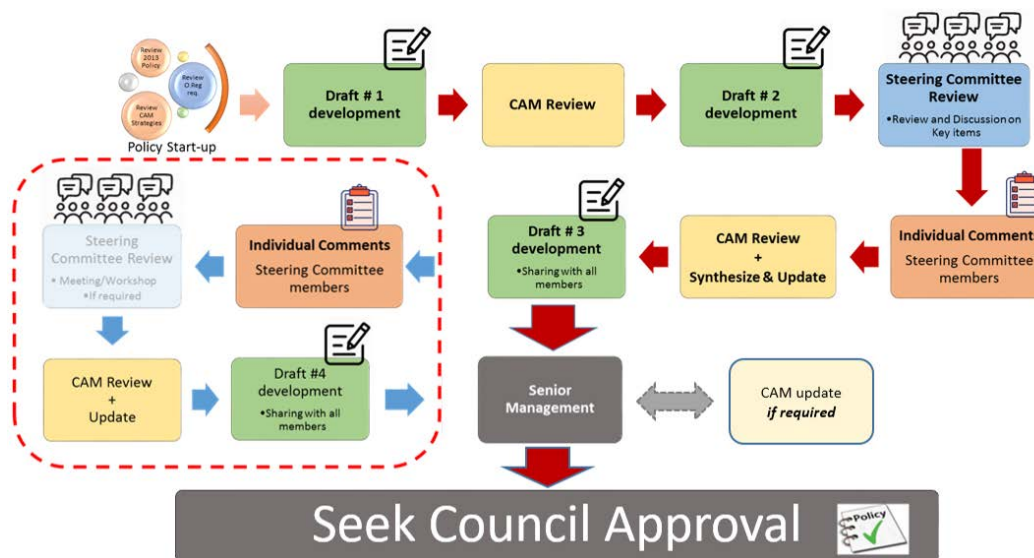 Review
2013
Policy
Review
O.Reg
req.
Review
CAM
Strategies
Policy Start-up
Draft # 1
development
CAM Review
Draft # 2
development
Steering Committee
Review
•Review and Discussion on
Key items
Steering
Committee Review
• Meeting/Workshop
•If required
Individual Comments
Steering Committee
members
Draft # 3
development
•Sharing with all
members
CAM Review
+
Synthesize & Update
Individual Comments
Steering Committee
members
CAM Review
+
Update
Draft #4
development
•Sharing with all
members
Senior
Management
CAM update
if required
Seek Council Approval
Policy